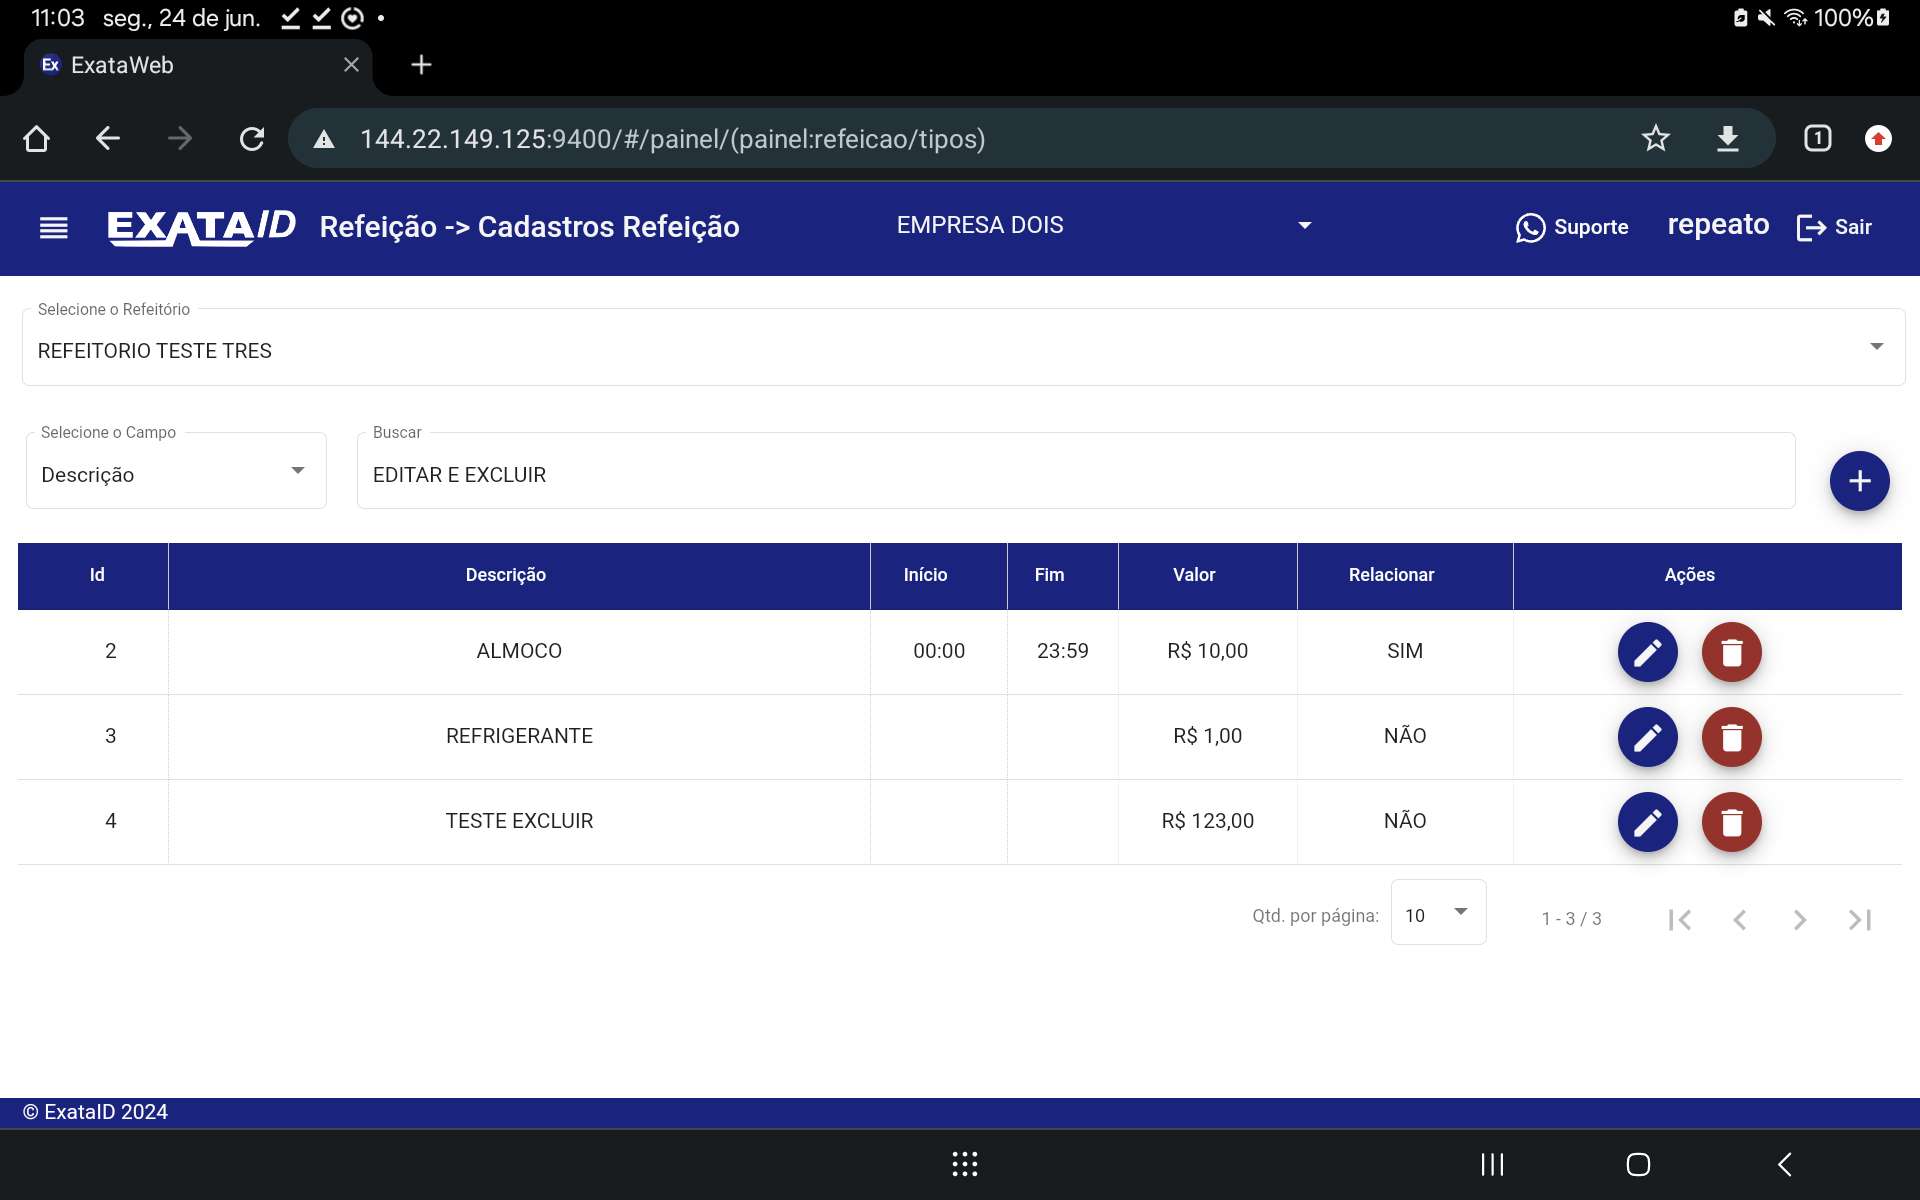 11:03 seg., 24 de jun. 100%
Ex ExataWeb
144.22.149.125:9400/#/painel/(painel:refeicao/tipos) 1
EXATAID Refeição -> Cadastros Refeição EMPRESA DOIS Suporte repeato Sair
Selecione o Refeitório
REFEITORIO TESTE TRES
Selecione o Campo Buscar
Descrição EDITAR E EXCLUIR
Id Descrição Início Fim Valor Relacionar Ações
2 ALMOCO 00:00 23:59 R$ 10,00 SIM
3 REFRIGERANTE R$ 1,00 NÃO
4 TESTE EXCLUIR R$ 123,00 NÃO
Qtd. por página: 10 1 - 3 / 3
© ExataID 2024